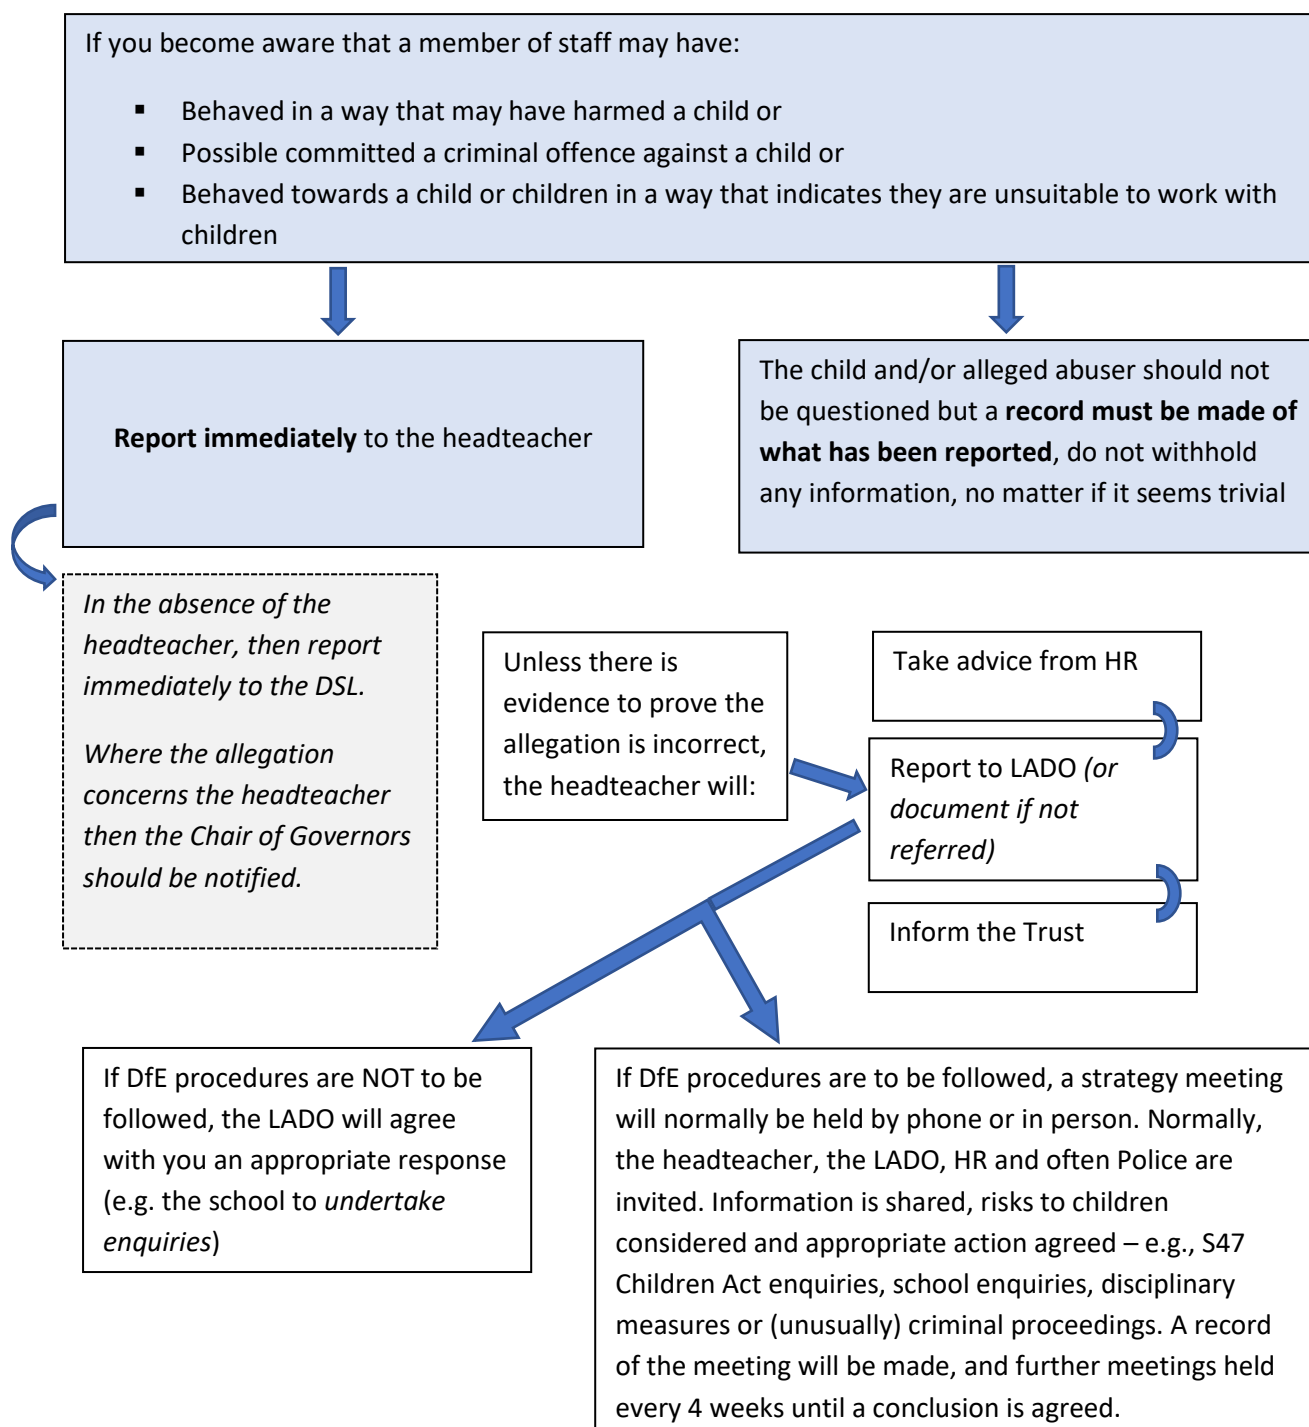 If you become aware that a member of staff may have:
▪ Behaved in a way that may have harmed a child or
▪ Possible committed a criminal offence against a child or
▪ Behaved towards a child or children in a way that indicates they are unsuitable to work with
children
Report immediately to the headteacher
The child and/or alleged abuser should not
be questioned but a record must be made of
what has been reported, do not withhold
any information, no matter if it seems trivial
In the absence of the
headteacher, then report
immediately to the DSL.
Where the allegation
concerns the headteacher
then the Chair of Governors
should be notified.
Unless there is
evidence to prove the
allegation is incorrect,
the headteacher will:
Take advice from HR
Report to LADO (or
document if not
referred)
Inform the Trust
If DfE procedures are NOT to be
followed, the LADO will agree
with you an appropriate response
(e.g. the school to undertake
enquiries)
If DfE procedures are to be followed, a strategy meeting
will normally be held by phone or in person. Normally,
the headteacher, the LADO, HR and often Police are
invited. Information is shared, risks to children
considered and appropriate action agreed – e.g., S47
Children Act enquiries, school enquiries, disciplinary
measures or (unusually) criminal proceedings. A record
of the meeting will be made, and further meetings held
every 4 weeks until a conclusion is agreed.